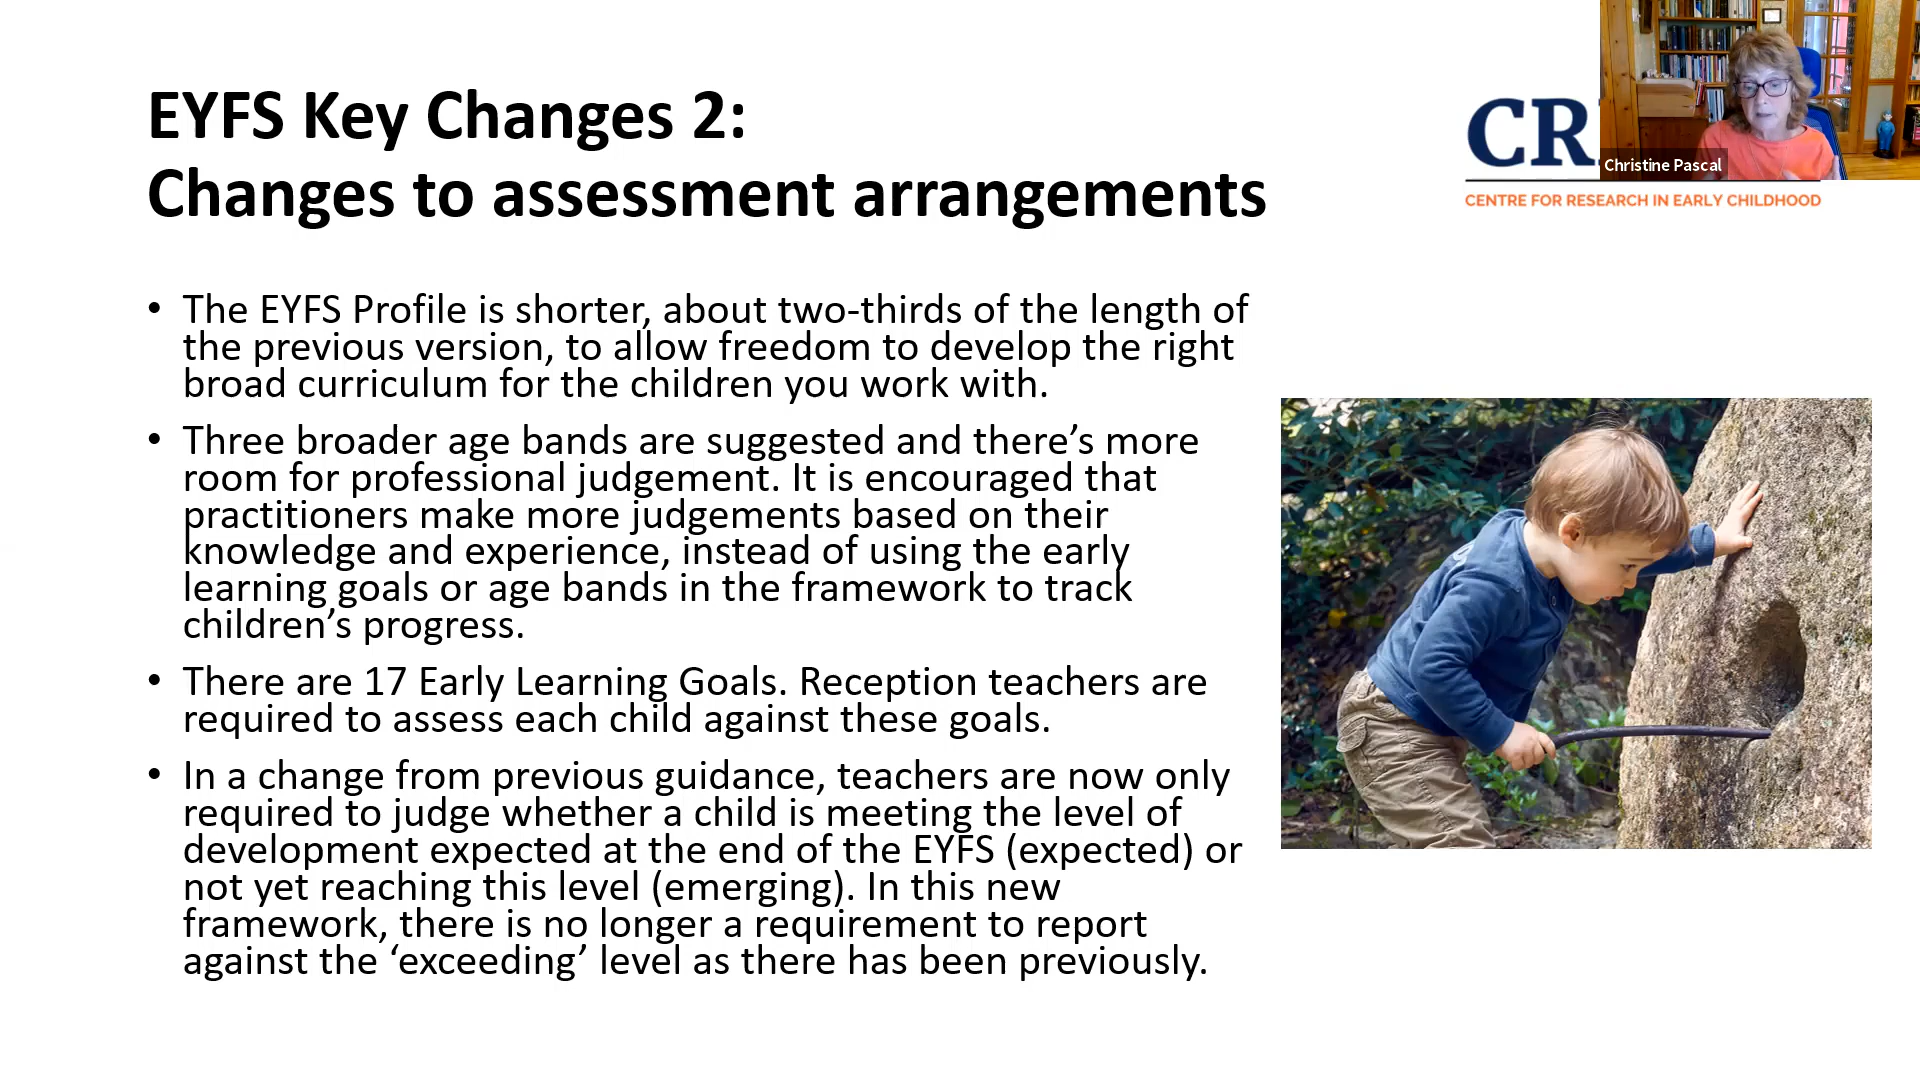 EYFS Key Changes 2:
Changes to assessment arrangements
• The EYFS Profile is shorter, about two-thirds of the length of
the previous version, to allow freedom to develop the right
broad curriculum for the children you work with.
• Three broader age bands are suggested and there’s more
room for professional judgement. It is encouraged that
practitioners make more judgements based on their
knowledge and experience, instead of using the early
learning goals or age bands in the framework to track
children’s progress.
• There are 17 Early Learning Goals. Reception teachers are
required to assess each child against these goals.
• In a change from previous guidance, teachers are now only
required to judge whether a child is meeting the level of
development expected at the end of the EYFS (expected) or
not yet reaching this level (emerging). In this new
framework, there is no longer a requirement to report
against the ‘exceeding’ level as there has been previously.
CR
Christine Pascal
CENTRE FOR RESEARCH IN EARLY CHILDHOOD